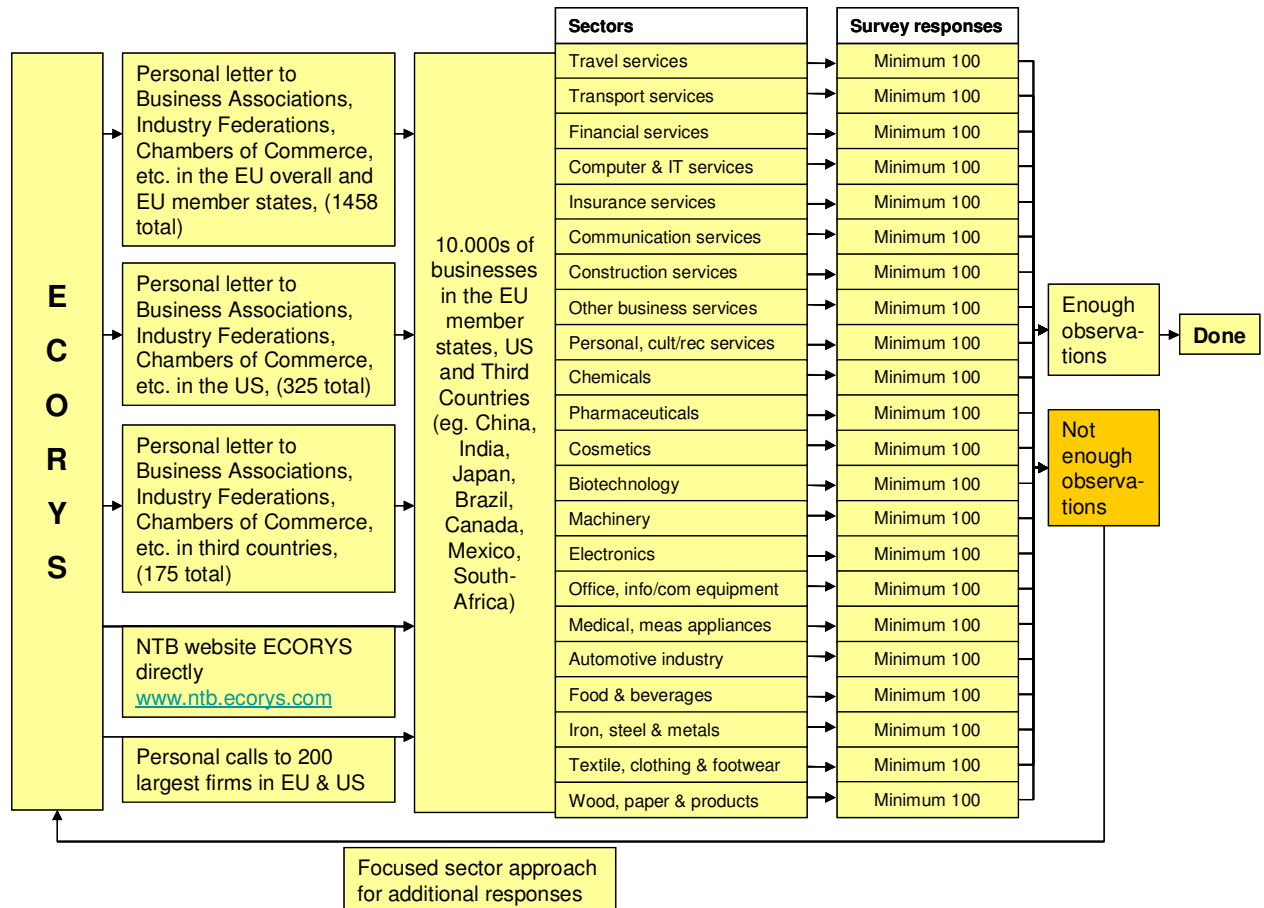 E
C
O
R
Y
S
Personal letter to
Business Associations,
Industry Federations,
Chambers of Commerce,
etc. in the EU overall and
EU member states, (1458
total)
Personal letter to
Business Associations,
Industry Federations,
Chambers of Commerce,
etc. in the US, (325 total)
Personal letter to
Business Associations,
Industry Federations,
Chambers of Commerce,
etc. in third countries,
(175 total)
NTB website ECORYS
directly
www.ntb.ecorys.com
Personal calls to 200
largest firms in EU & US
10.000s of
businesses
in the EU
member
states, US
and Third
Countries
(eg. China,
India,
Japan,
Brazil,
Canada,
Mexico,
South-
Africa)
Sectors Survey responses
Travel services Minimum 100
Transport services Minimum 100
Financial services Minimum 100
Computer & IT services Minimum 100
Insurance services Minimum 100
Communication services Minimum 100
Construction services Minimum 100
Other business services Minimum 100
Personal, cult/rec services Minimum 100
Chemicals Minimum 100
Pharmaceuticals Minimum 100
Cosmetics Minimum 100
Biotechnology Minimum 100
Machinery Minimum 100
Electronics Minimum 100
Office, info/com equipment Minimum 100
Medical, meas appliances Minimum 100
Automotive industry Minimum 100
Food & beverages Minimum 100
Iron, steel & metals Minimum 100
Textile, clothing & footwear Minimum 100
Wood, paper & products Minimum 100
Enough
observa-
tions
Done
Not
enough
observa-
tions
Focused sector approach
for additional responses